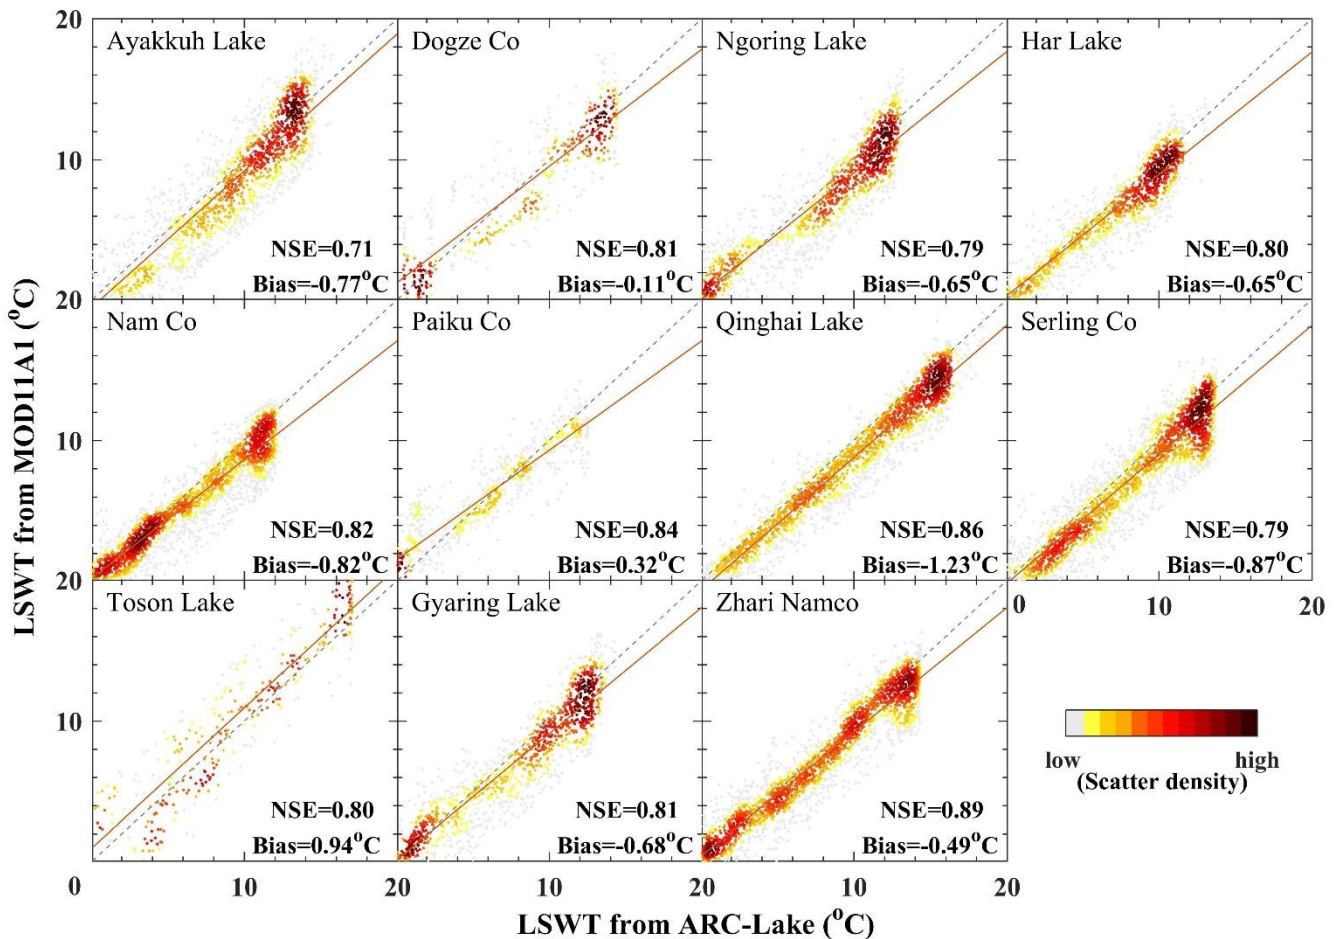 20
Ayakkuh Lake
NSE=0.71
Bias=-0.77°C
Dogze Co
NSE=0.81
Bias=-0.11°C
Ngoring Lake
NSE=0.79
Bias=-0.65°C
Har Lake
NSE=0.80
Bias=-0.65°C
10
20
Nam Co
NSE=0.82
Bias=-0.82°C
Paiku Co
NSE=0.84
Bias=0.32°C
Qinghai Lake
NSE=0.86
Bias=-1.23°C
Serling Co
NSE=0.79
Bias=-0.87°C
10
0 10 20
20
Toson Lake
NSE=0.80
Bias=0.94°C
Gyaring Lake
NSE=0.81
Bias=-0.68°C
Zhari Namco
NSE=0.89
Bias=-0.49°C
10
low high
(Scatter density)
0 10 20 10 20 10 20
LSWT from MOD11A1 (°C)
LSWT from ARC-Lake (°C)